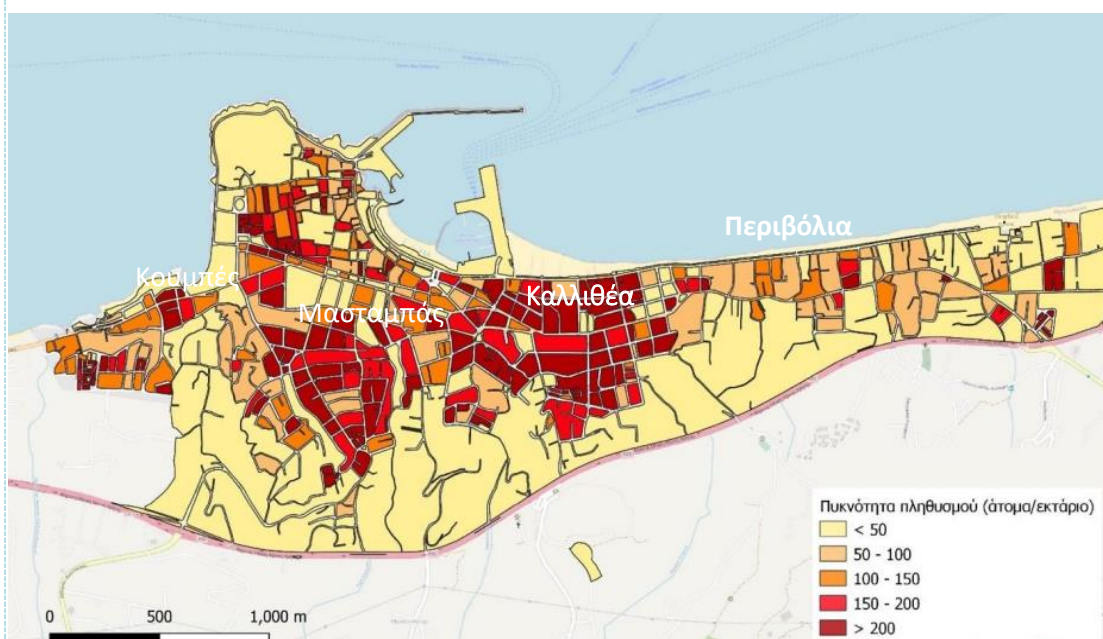 Περιβόλια
Κουμπές
Καλλιθέα
Μασταμπάς
Πυκνότητα πληθυσμού (άτομα/εκτάριο)
< 50
50 - 100
100 - 150
150 - 200
> 200
0 500 1,000 m